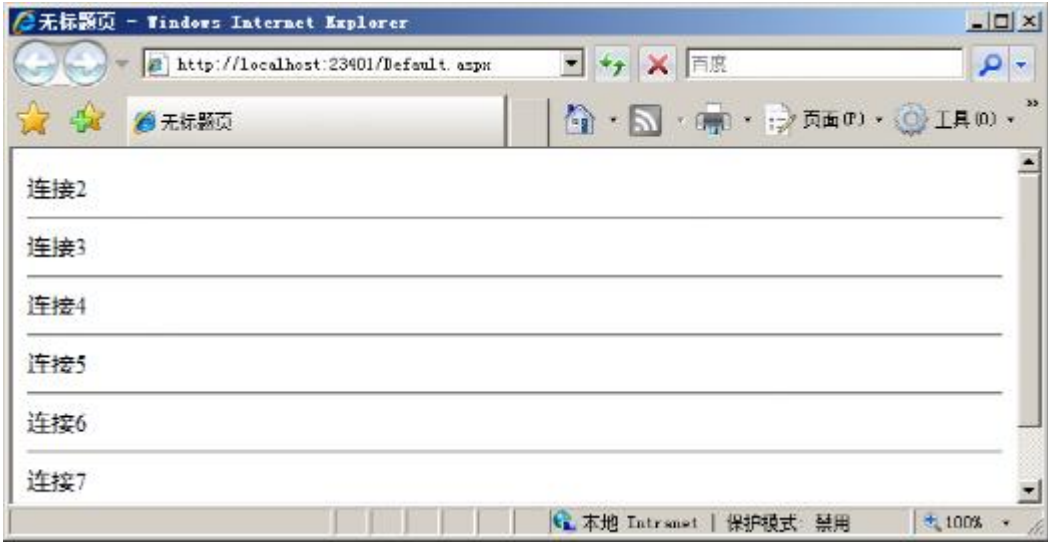 无标题页 - Windows Internet Explorer
http://localhost:23401/Default.aspx
百度
无标题页
页面(P)
工具(O)
»
连接2
连接3
连接4
连接5
连接6
连接7
本地 Intranet | 保护模式: 禁用
100%